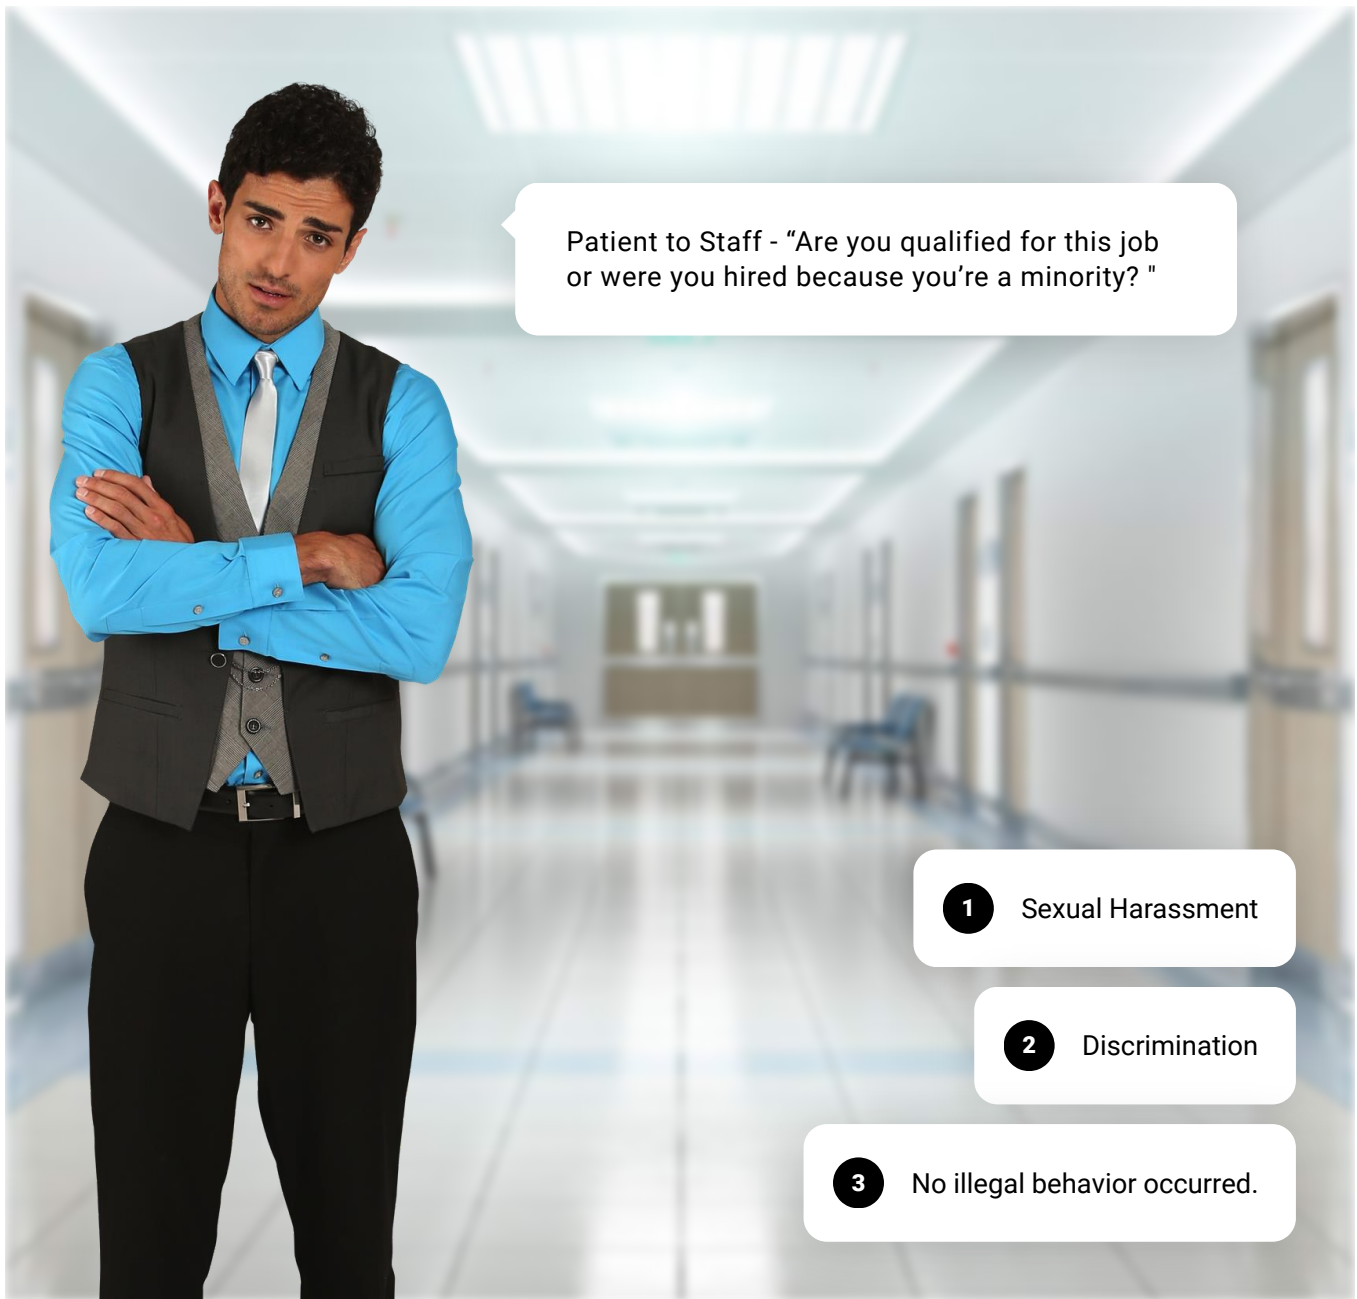 Patient to Staff - “Are you qualified for this job
or were you hired because you’re a minority? "
1 Sexual Harassment
2 Discrimination
3 No illegal behavior occurred.